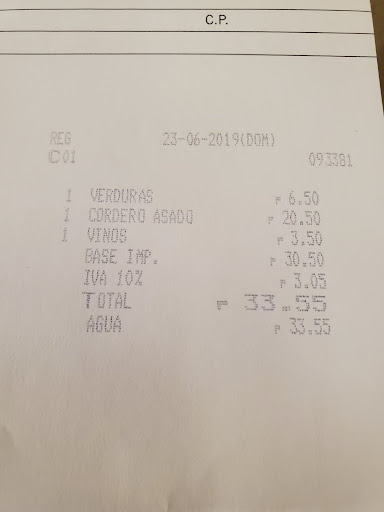 C.P.
REG 23-06-2019(DOM)
C01 093381
1 VERDURAS 6.50
1 CORDERO ASADO 20.50
1 VINOS 3.50
BASE IMP. 30.50
IVA 10% 3.05
TOTAL 33.55
AGUA 33.55